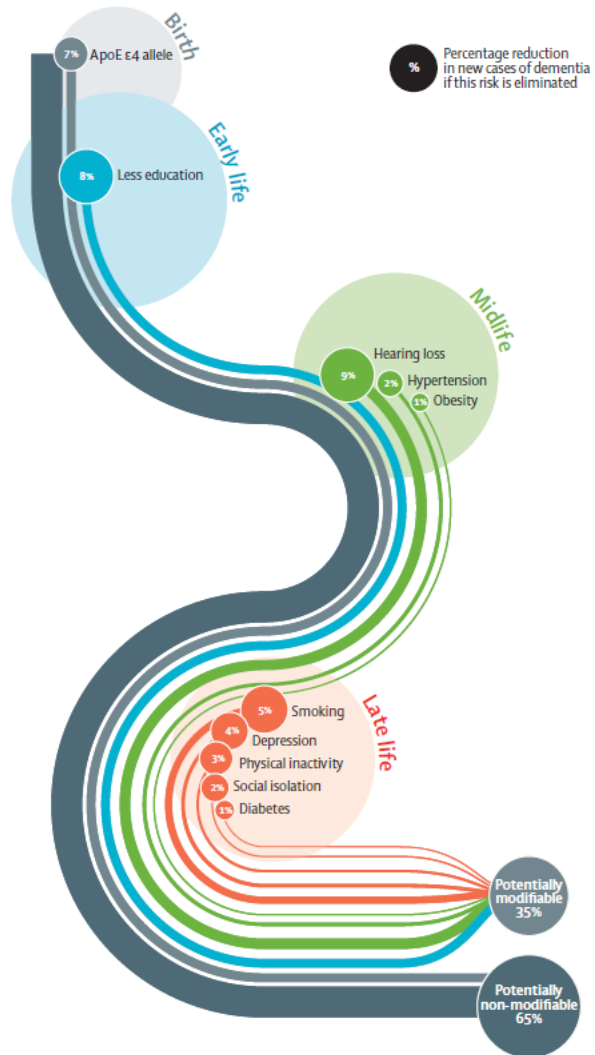 Birth
7%
ApoE ε4 allele
%
Percentage reduction
in new cases of dementia
if this risk is eliminated
Early life
8%
Less education
Midlife
Hearing loss
9%
2%
Hypertension
1%
Obesity
Late life
5%
Smoking
4%
Depression
3%
Physical inactivity
2%
Social isolation
1%
Diabetes
Potentially
modifiable
35%
Potentially
non-modifiable
65%